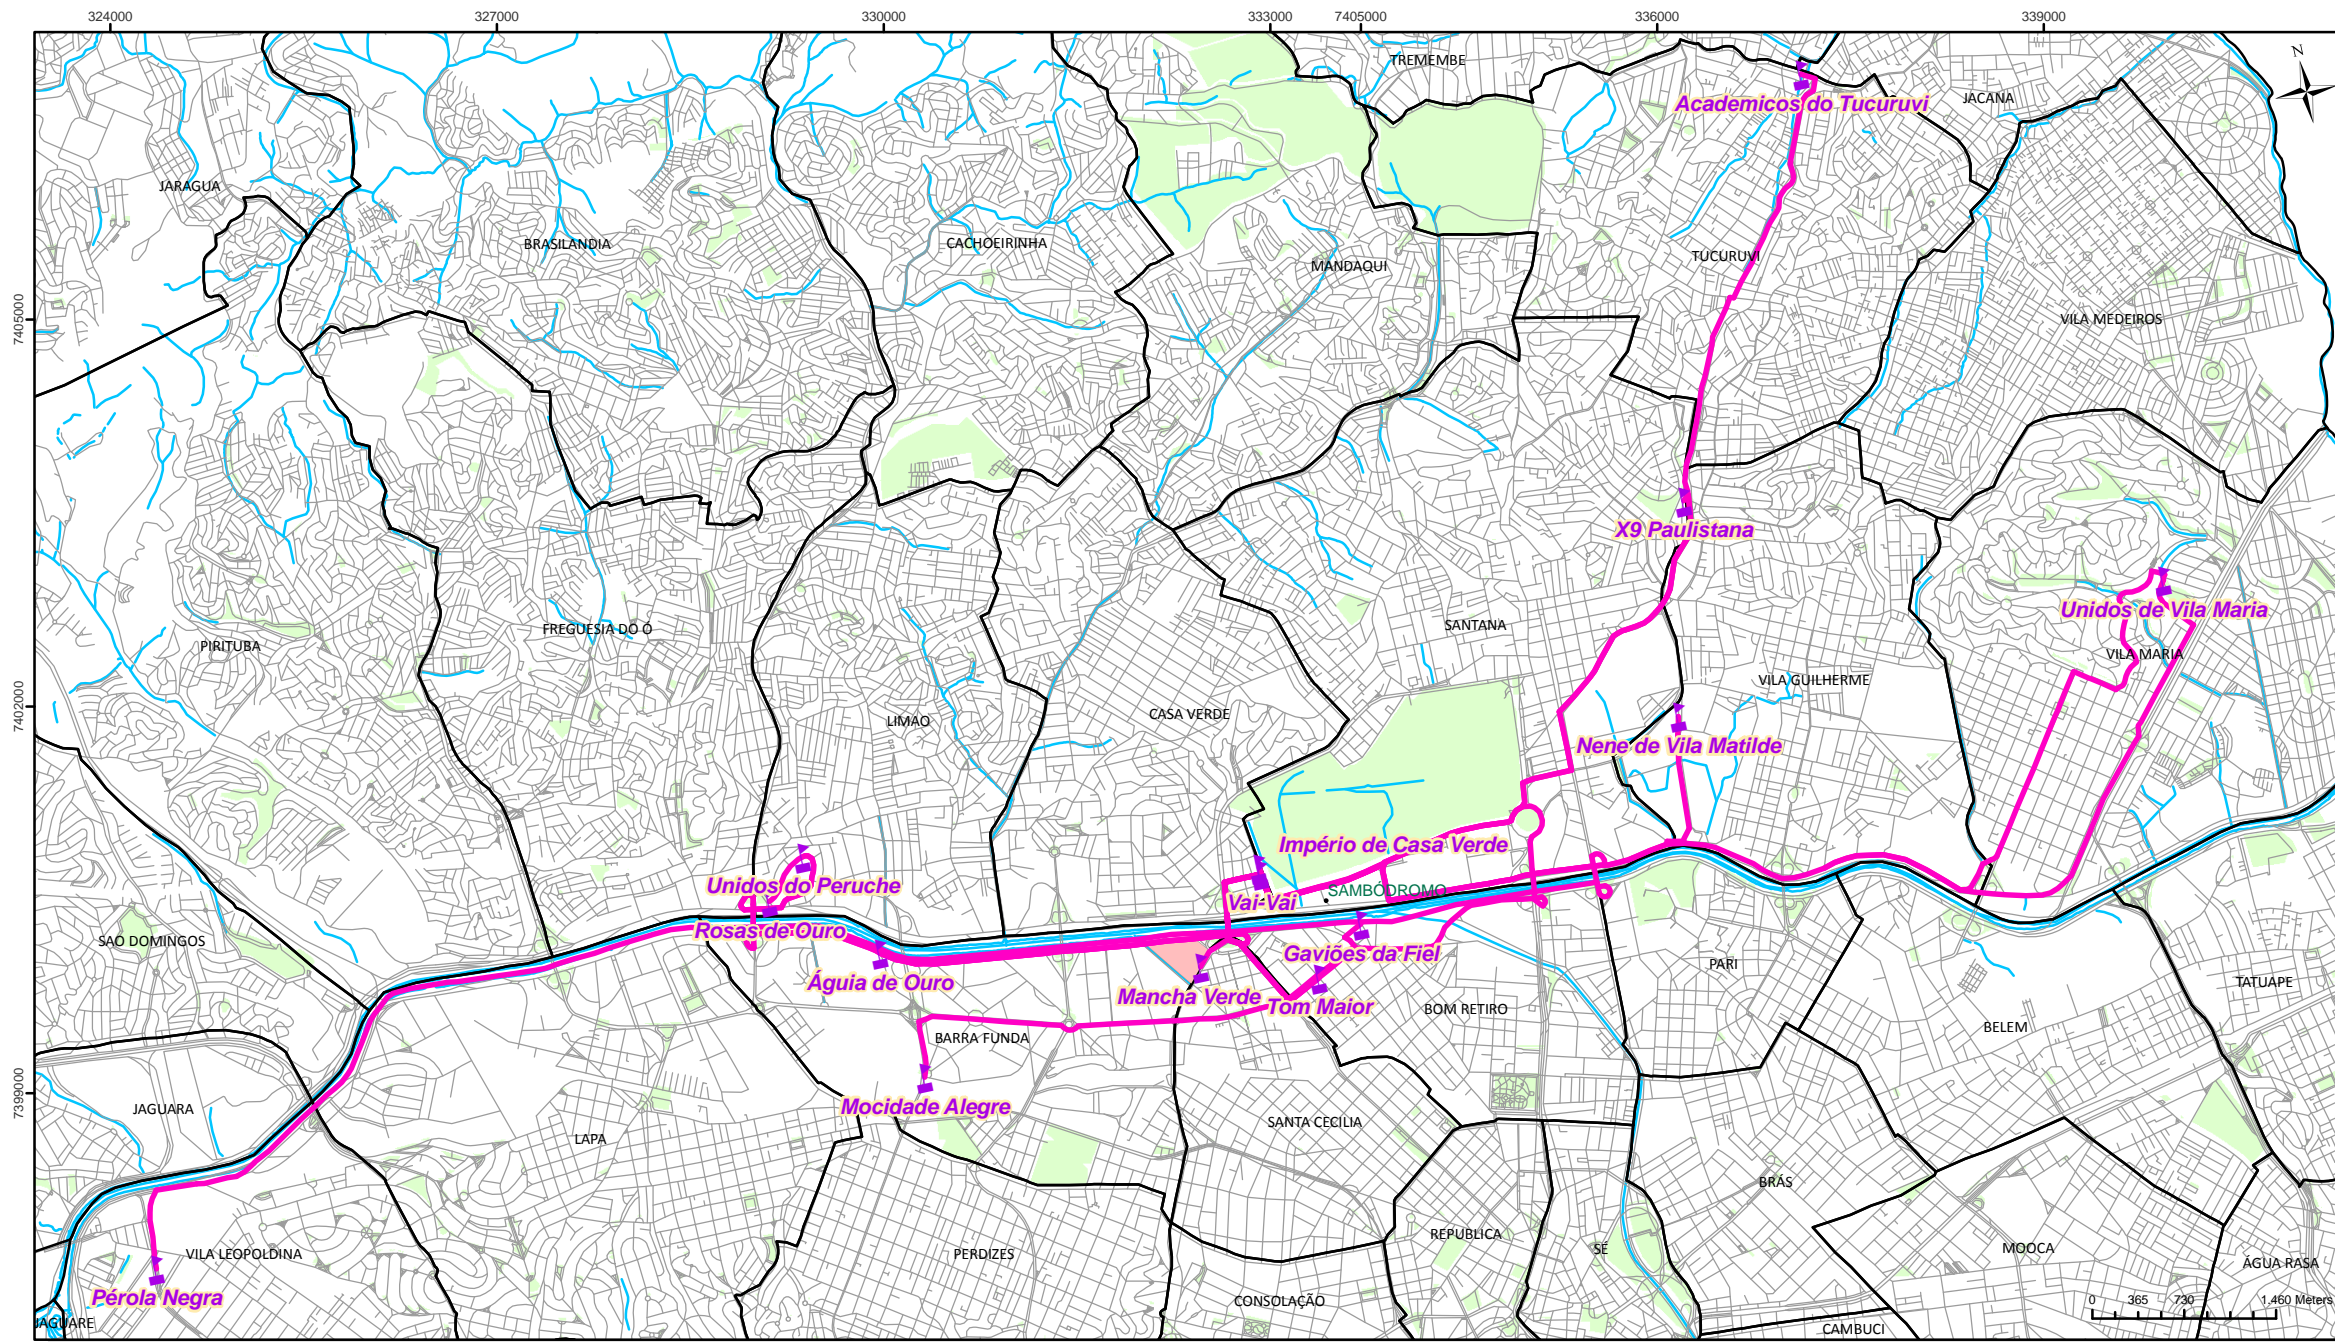 324000
327000
330000
333000
7405000
336000
339000
N
TREMEMBE
Academicos do Tucuruvi
JACANA
JARAGUA
BRASILANDIA
CACHOEIRINHA
MANDAQUI
TUCURUVI
VILA MEDEIROS
7405000
X9 Paulistana
Unidos de Vila Maria
PIRITUBA
FREGUESIA DO Ó
SANTANA
VILA MARIA
VILA GUILHERME
7402000
LIMAO
CASA VERDE
Nene de Vila Matilde
Império de Casa Verde
Unidos do Peruche
SAMBÓDROMO
Vai-Vai
Rosas de Ouro
SAO DOMINGOS
Gaviões da Fiel
PARI
Águia de Ouro
Mancha Verde
Tom Maior
BOM RETIRO
TATUAPE
BELEM
BARRA FUNDA
7399000
JAGUARA
Mocidade Alegre
LAPA
SANTA CECILIA
BRÁS
VILA LEOPOLDINA
PERDIZES
REPUBLICA
SÉ
MOOCA
ÁGUA RASA
Pérola Negra
CONSOLAÇÃO
0 365 730 1.460 Meters
JAGUARE
CAMBUCI